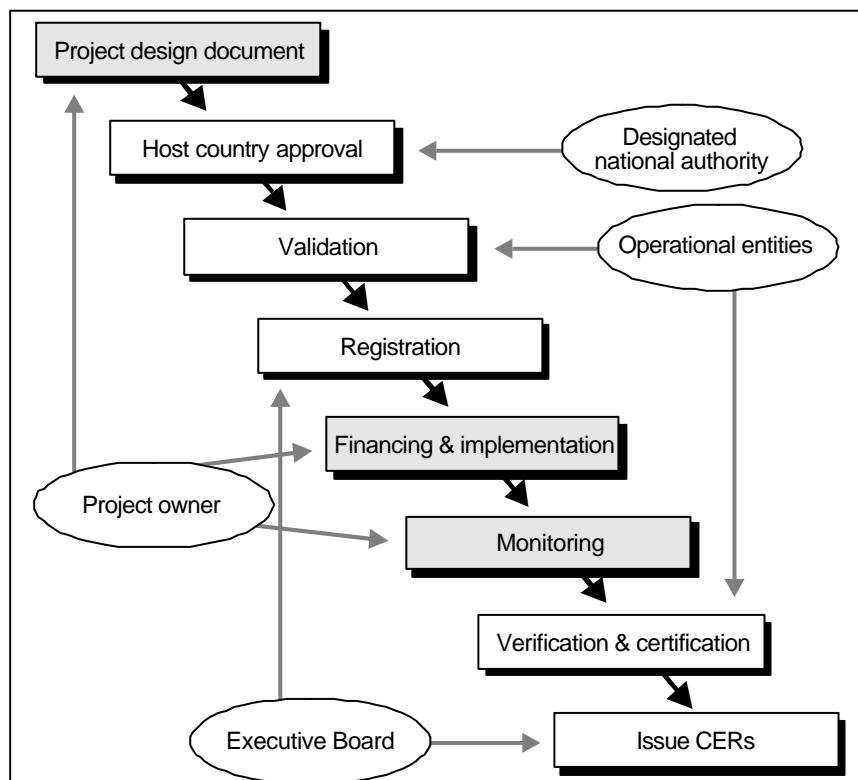 Project design document
Host country approval
Designated
national authority
Validation
Operational entities
Registration
Financing & implementation
Project owner
Monitoring
Verification & certification
Executive Board
Issue CERs